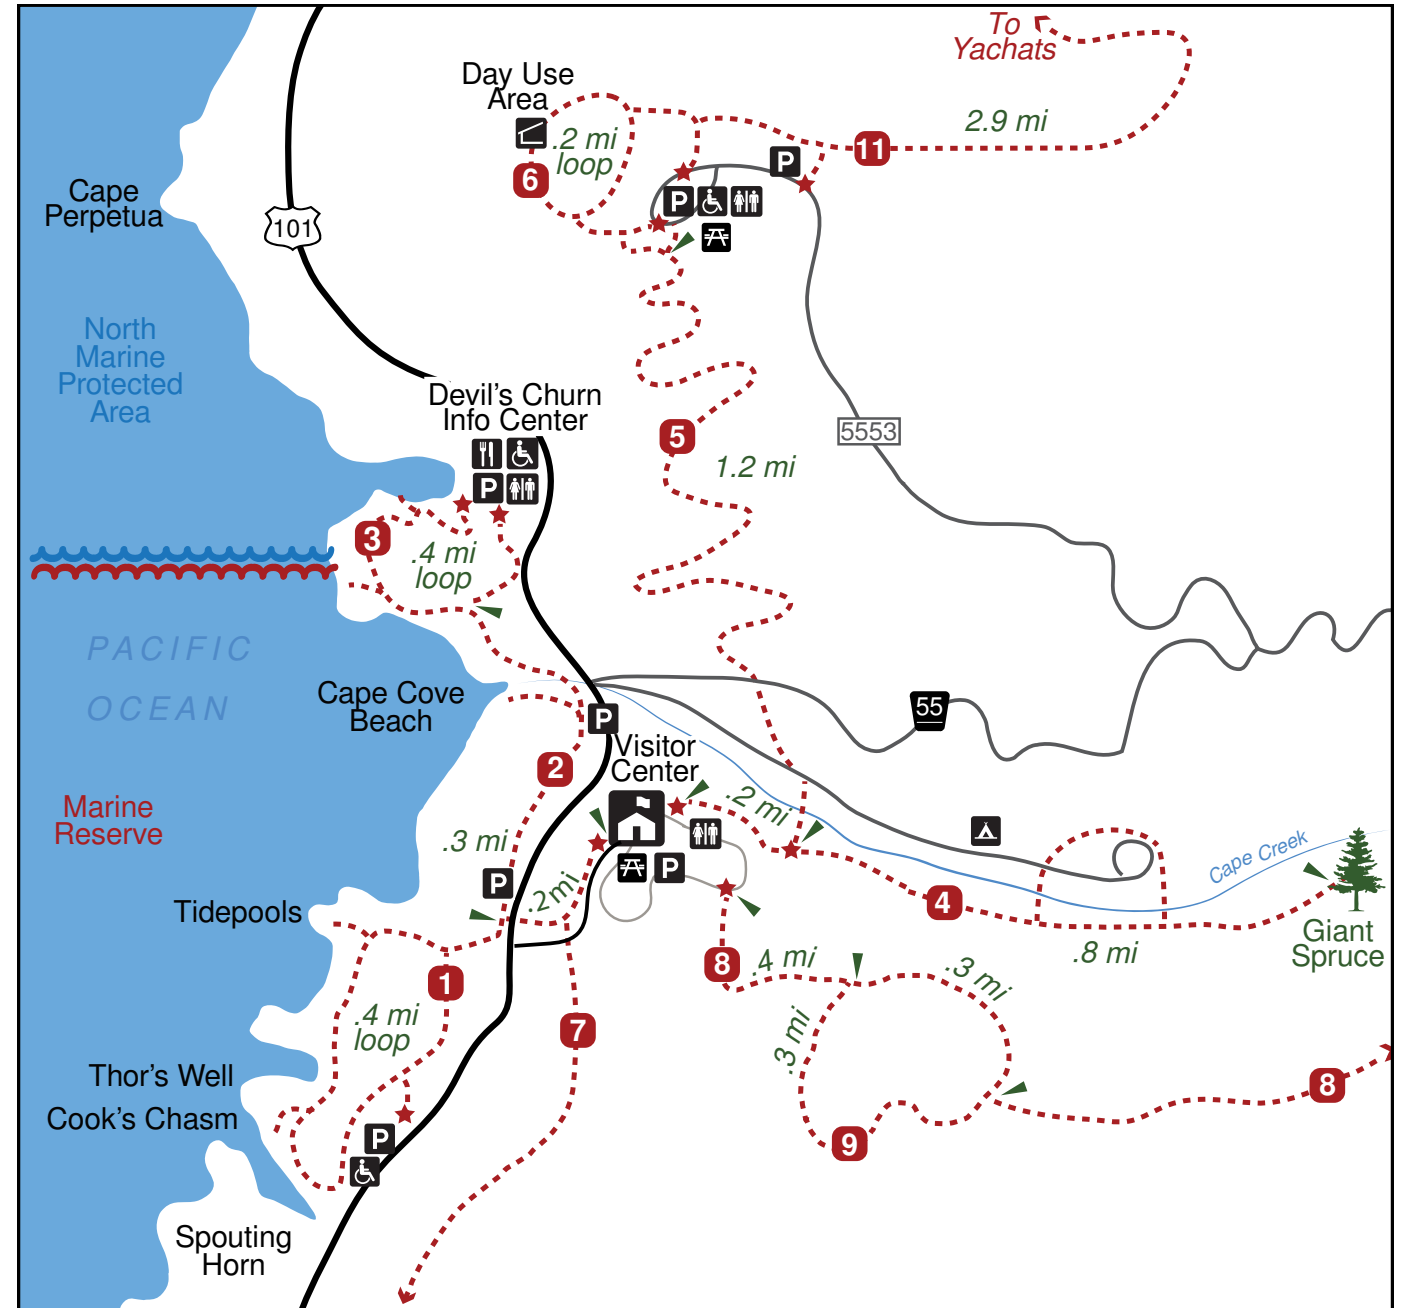 To
Yachats
Day Use
Area
2.9 mi
.2 mi
loop
11
P
6
Cape
Perpetua
P
101
North
Marine
Protected
Area
Devil's Churn
Info Center
5553
5
1.2 mi
P
3
.4 mi
loop
PACIFIC
OCEAN
Cape Cove
Beach
55
P
Visitor
Center
2
.2 mi
Marine
Reserve
.3 mi
Cape Creek
P
P
.2 mi
4
Tidepools
Giant
Spruce
.8 mi
8
.4 mi
.3 mi
1
.4 mi
loop
7
.3 mi
Thor's Well
8
Cook's Chasm
P
9
Spouting
Horn